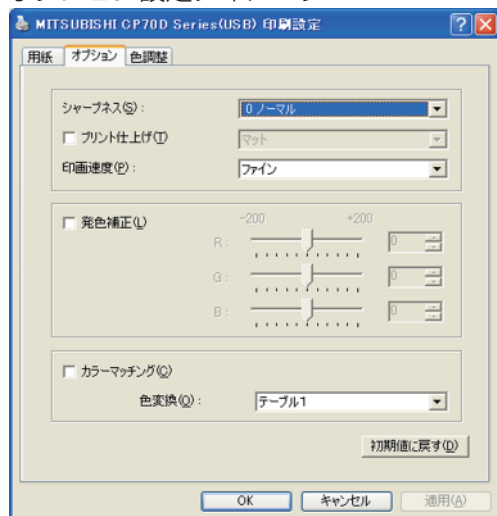 MITSUBISHI CP70D Series(USB) 印刷設定
用紙 オプション 色調整
シャープネス(S): 0 ノーマル
プリント仕上げ(T) マット
印画速度(P): ファイン
発色補正(L) -200 +200
R: 0
G: 0
B: 0
カラーマッチング(C)
色変換(O): テーブル1
初期値に戻す(D)
OK キャンセル 適用(A)